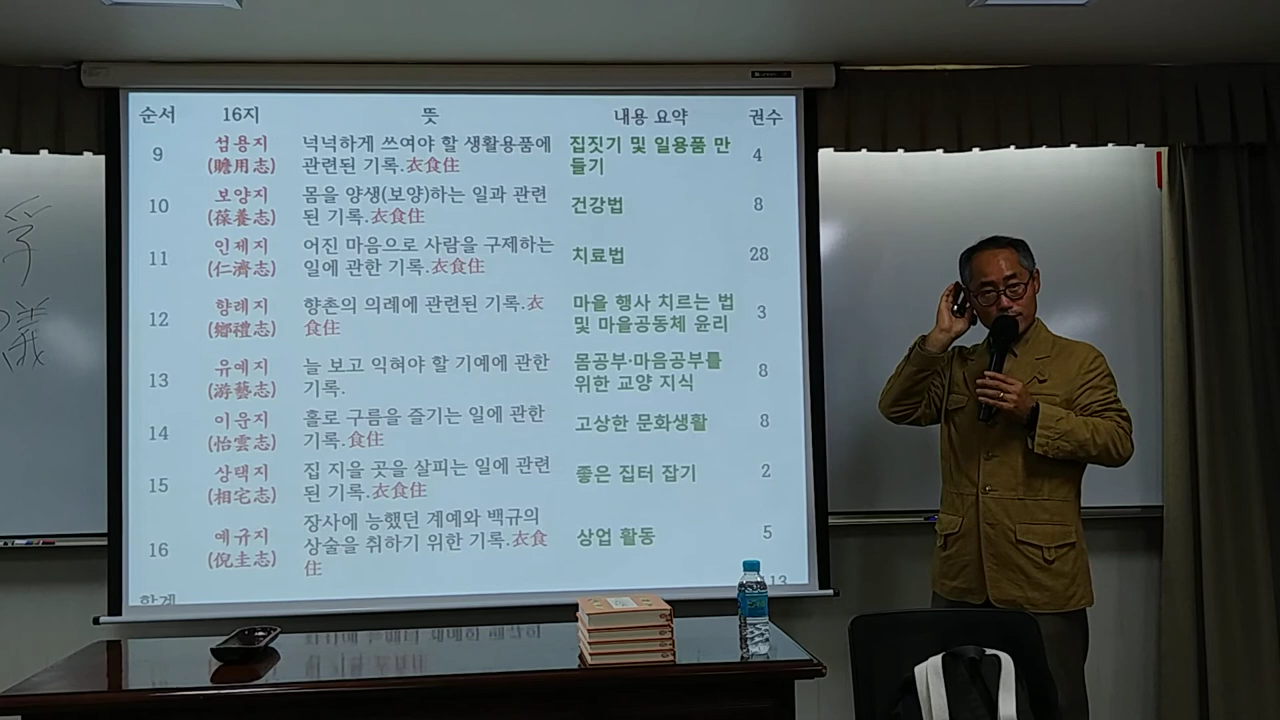 순서 16지 뜻 내용 요약 권수
9 섬용지 (贍用志) 넉넉하게 쓰여야 할 생활용품에 관련된 기록.衣食住 집짓기 및 일용품 만들기 4
10 보양지 (葆養志) 몸을 양생(보양)하는 일과 관련된 기록.衣食住 건강법 8
11 인제지 (仁濟志) 어진 마음으로 사람을 구제하는 일에 관한 기록.衣食住 치료법 28
12 향례지 (鄕禮志) 향촌의 의례에 관련된 기록.衣食住 마을 행사 치르는 법 및 마을공동체 윤리 3
13 유예지 (游藝志) 늘 보고 익혀야 할 기예에 관한 기록. 몸공부·마음공부를 위한 교양 지식 8
14 이운지 (怡雲志) 홀로 구름을 즐기는 일에 관한 기록.食住 고상한 문화생활 8
15 상택지 (相宅志) 집 지을 곳을 살피는 일에 관련된 기록.衣食住 좋은 집터 잡기 2
16 예규지 (倪圭志) 장사에 능했던 계예와 백규의 상술을 취하기 위한 기록.衣食住 상업 활동 5
합계 13
議